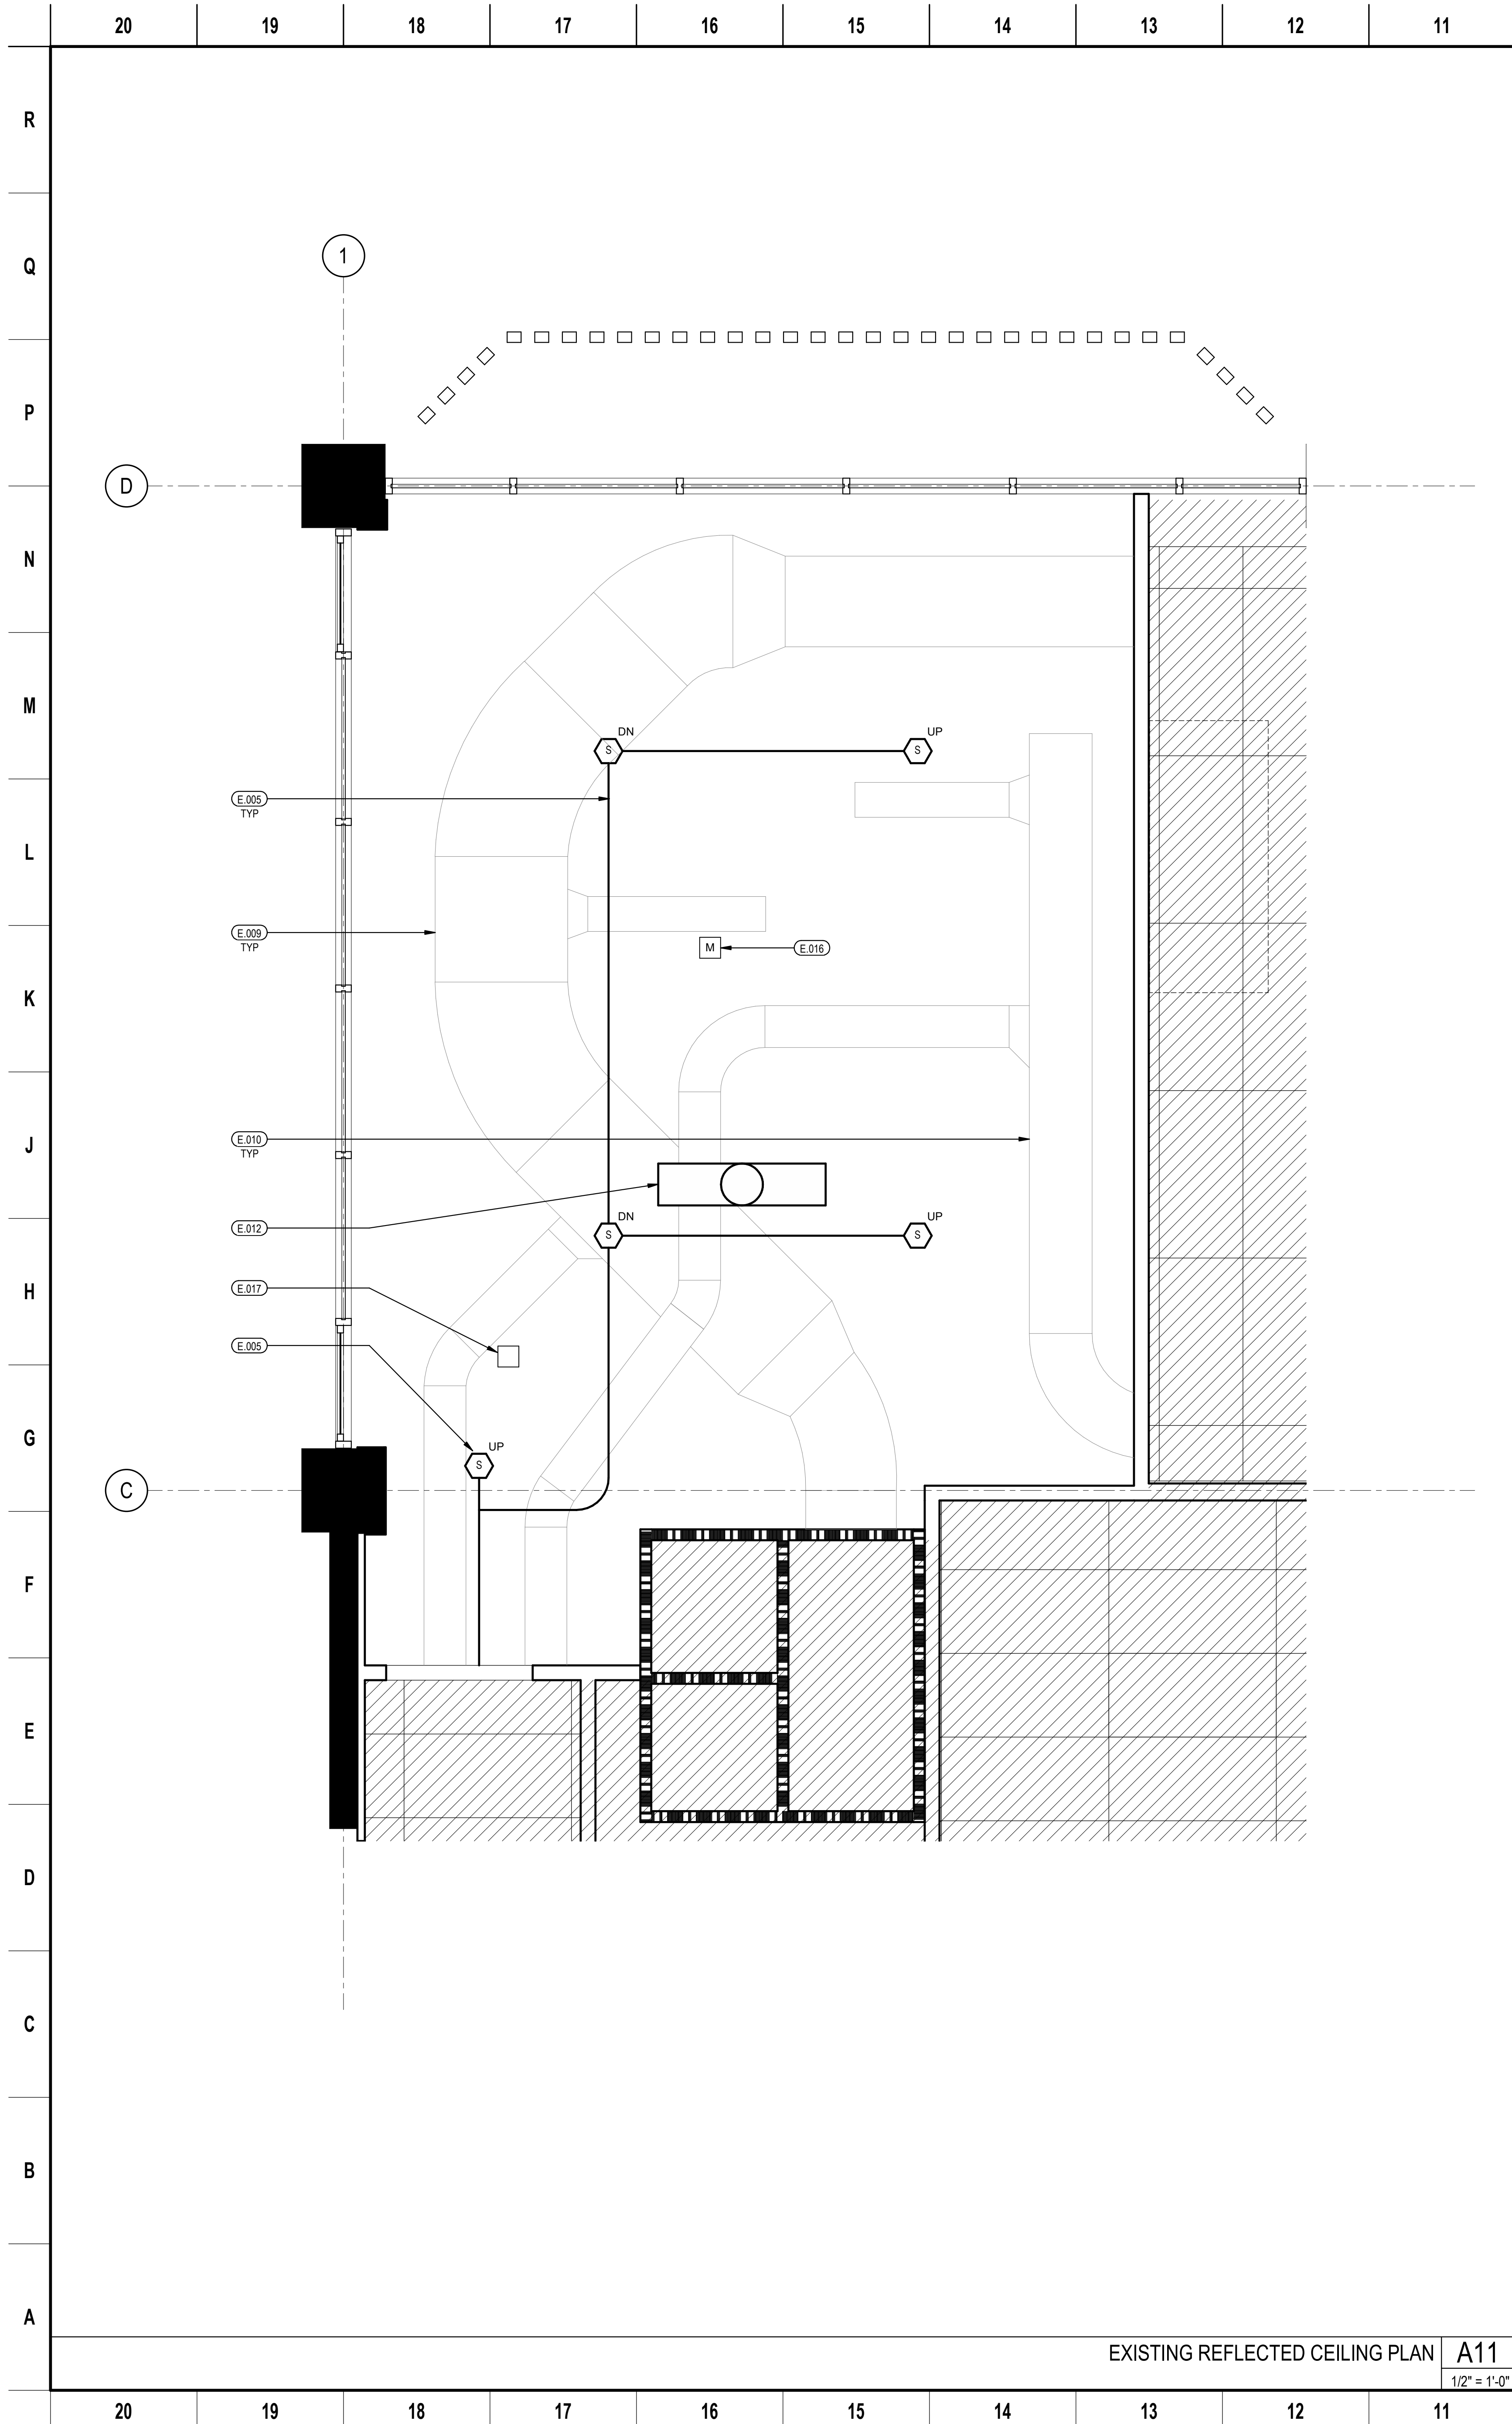 20 19 18 17 16 15 14 13 12 11
R
Q
1
P
D
N
M
DN
UP
S
S
E.005
TYP
L
E.009
TYP
M
E.016
K
E.010
TYP
J
E.012
DN
UP
S
S
H
E.017
E.005
G
UP
S
C
F
E
D
C
B
A
EXISTING REFLECTED CEILING PLAN
A11
1/2" = 1'-0"
20 19 18 17 16 15 14 13 12 11